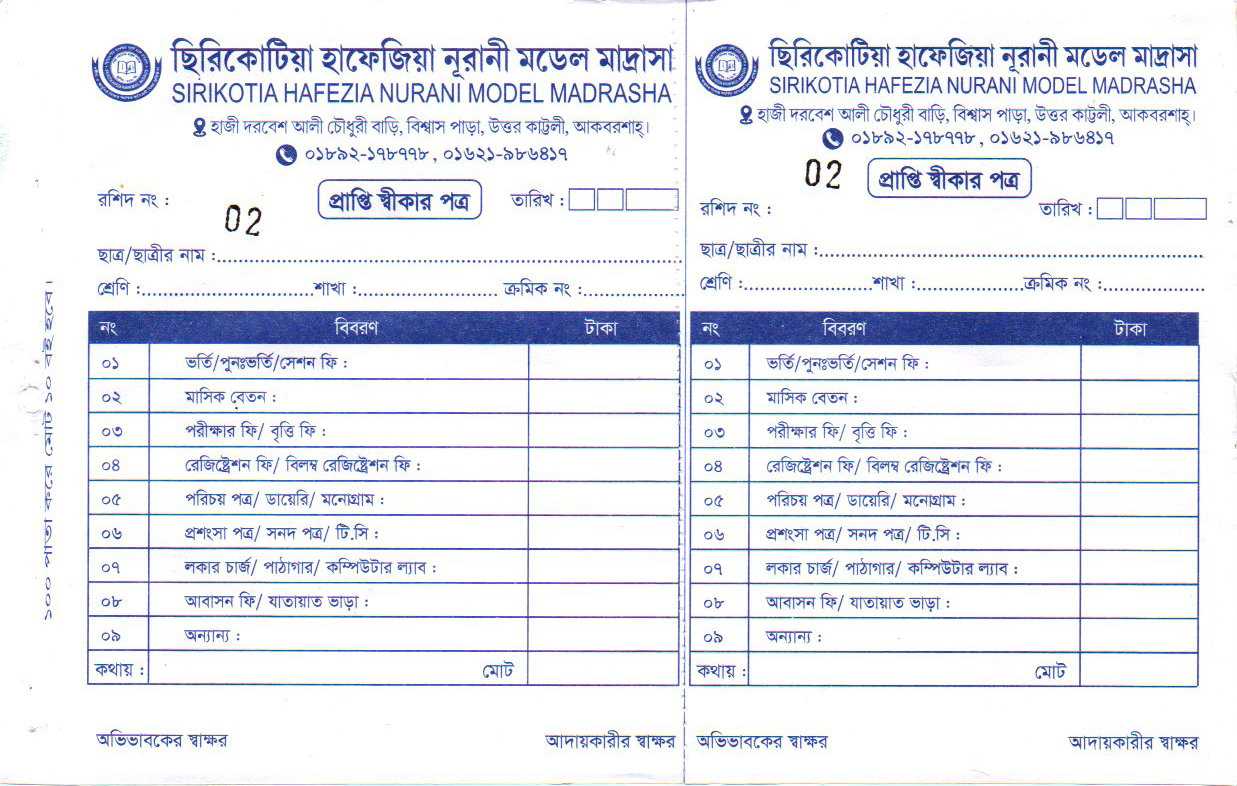 ছিরিকোটিয়া হাফেজিয়া নূরানী মডেল মাদ্রাসা
SIRIKOTIA HAFEZIA NURANI MODEL MADRASHA
হাজী দরবেশ আলী চৌধুরী বাড়ি, বিশ্বাস পাড়া, উত্তর কাট্টলী, আকবরশাহ্।
০১৮৯২-১৭৮৭৭৮, ০১৬২১-৯৮৬৪১৭
রশিদ নং : 02 প্রাপ্তি স্বীকার পত্র তারিখ :
ছাত্র/ছাত্রীর নাম :
শ্রেণি : শাখা : ক্রমিক নং :
নং বিবরণ টাকা
০১ ভর্তি/পুনঃভর্তি/সেশন ফি :
০২ মাসিক বেতন :
০৩ পরীক্ষার ফি/ বৃত্তি ফি :
০৪ রেজিষ্ট্রেশন ফি/ বিলম্ব রেজিষ্ট্রেশন ফি :
০৫ পরিচয় পত্র/ ডায়েরি/ মনোগ্রাম :
০৬ প্রশংসা পত্র/ সনদ পত্র/ টি.সি :
০৭ লকার চার্জ/ পাঠাগার/ কম্পিউটার ল্যাব :
০৮ আবাসন ফি/ যাতায়াত ভাড়া :
০৯ অন্যান্য :
কথায় : মোট
অভিভাবকের স্বাক্ষর আদায়কারীর স্বাক্ষর
১০০ পাতা করে মোট ১০ বই হবে।
ছিরিকোটিয়া হাফেজিয়া নূরানী মডেল মাদ্রাসা
SIRIKOTIA HAFEZIA NURANI MODEL MADRASHA
হাজী দরবেশ আলী চৌধুরী বাড়ি, বিশ্বাস পাড়া, উত্তর কাট্টলী, আকবরশাহ্।
০১৮৯২-১৭৮৭৭৮, ০১৬২১-৯৮৬৪১৭
02 প্রাপ্তি স্বীকার পত্র
রশিদ নং : তারিখ :
ছাত্র/ছাত্রীর নাম :
শ্রেণি : শাখা : ক্রমিক নং :
নং বিবরণ টাকা
০১ ভর্তি/পুনঃভর্তি/সেশন ফি :
০২ মাসিক বেতন :
০৩ পরীক্ষার ফি/ বৃত্তি ফি :
০৪ রেজিষ্ট্রেশন ফি/ বিলম্ব রেজিষ্ট্রেশন ফি :
০৫ পরিচয় পত্র/ ডায়েরি/ মনোগ্রাম :
০৬ প্রশংসা পত্র/ সনদ পত্র/ টি.সি :
০৭ লকার চার্জ/ পাঠাগার/ কম্পিউটার ল্যাব :
০৮ আবাসন ফি/ যাতায়াত ভাড়া :
০৯ অন্যান্য :
কথায় : মোট
অভিভাবকের স্বাক্ষর আদায়কারীর স্বাক্ষর